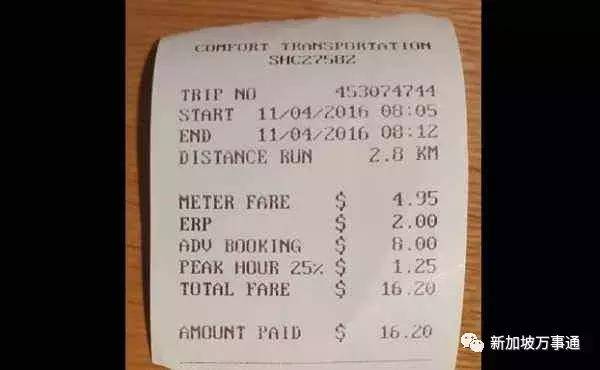 COMFORT TRANSPORTATION
SHC2758Z
TRIP NO 453074744
START 11/04/2016 08:05
END 11/04/2016 08:12
DISTANCE RUN 2.8 KM
METER FARE $ 4.95
ERP $ 2.00
ADV BOOKING $ 8.00
PEAK HOUR 25% $ 1.25
TOTAL FARE $ 16.20
AMOUNT PAID $ 16.20
新加坡万事通